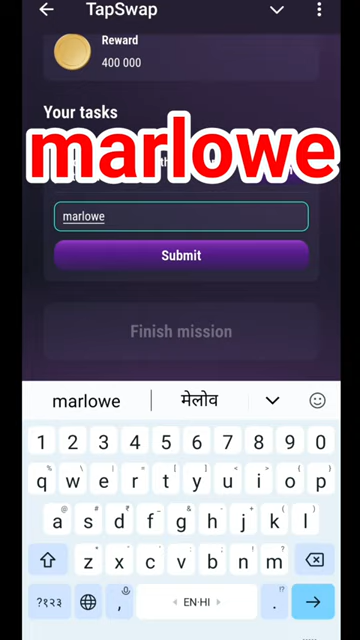 TapSwap
Reward
400 000
Your tasks
marlowe
marlowe
Submit
Finish mission
marlowe मेलोव
1 2 3 4 5 6 7 8 9 0
q w e r t y u i o p
a s d f g h j k l
z x c v b n m
?१२३ , EN·HI .